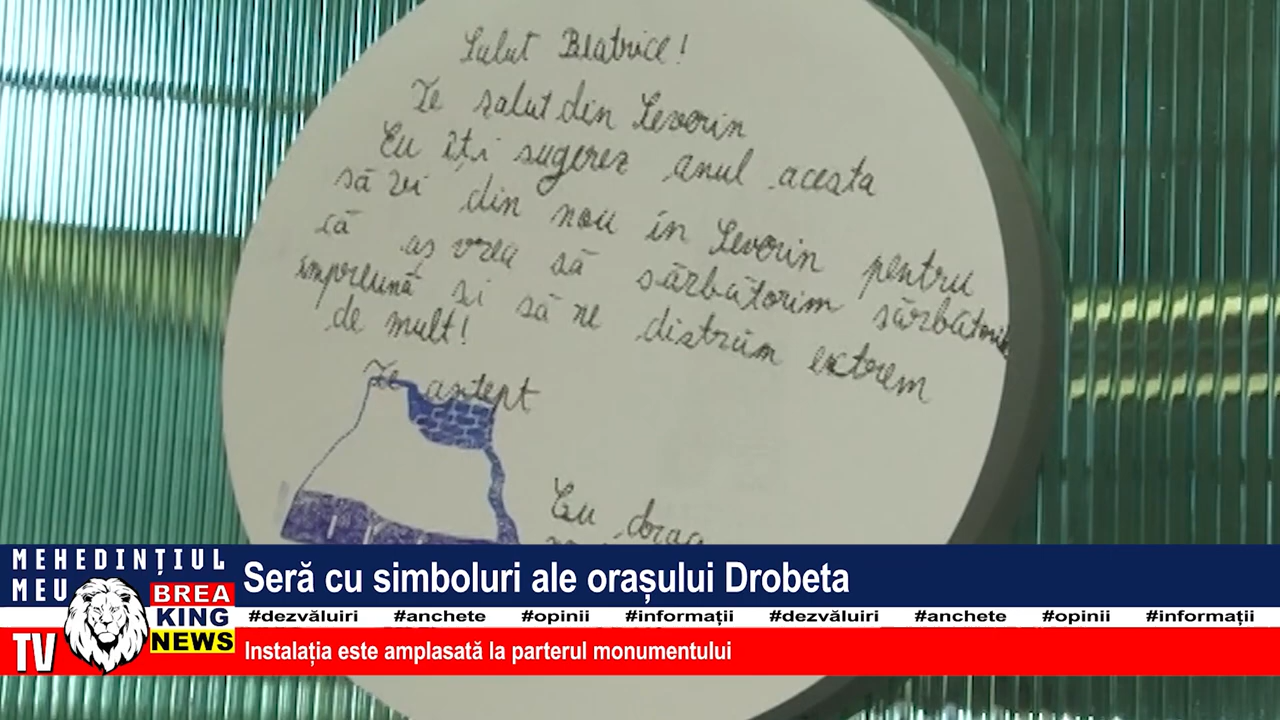 Salut Beatrice!
Te salut din Severin
Eu îți sugerez anul acesta
să vi din nou în Severin pentru
că aș vrea să sărbătorim sărbătorile
împreună și să ne distrăm extrem
de mult!
Te aștept
Cu drag
MEHEDINȚIUL
MEU
BREA
KING
NEWS
TV
Seră cu simboluri ale orașului Drobeta
#dezvăluiri #anchete #opinii #informații #dezvăluiri #anchete #opinii #informații
Instalația este amplasată la parterul monumentului